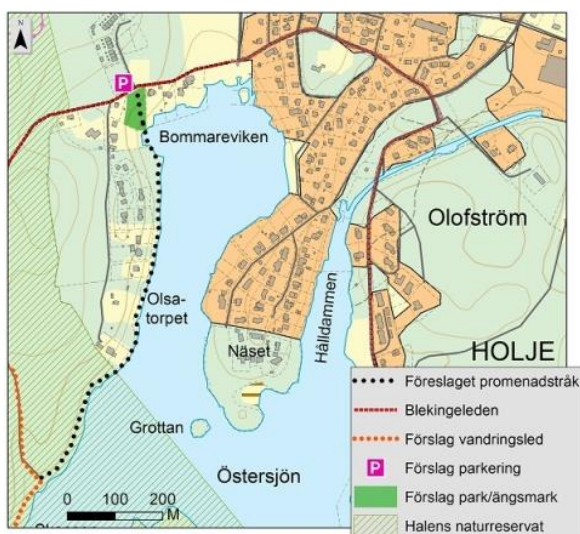 N
P
Bommareviken
Olofström
Olsa-
torpet
Hålldammen
Näset
HOLJE
Grottan
Östersjön
0 100 200
M
Föreslaget promenadstråk
Blekingeleden
Förslag vandringsled
P Förslag parkering
Förslag park/ängsmark
Halens naturreservat